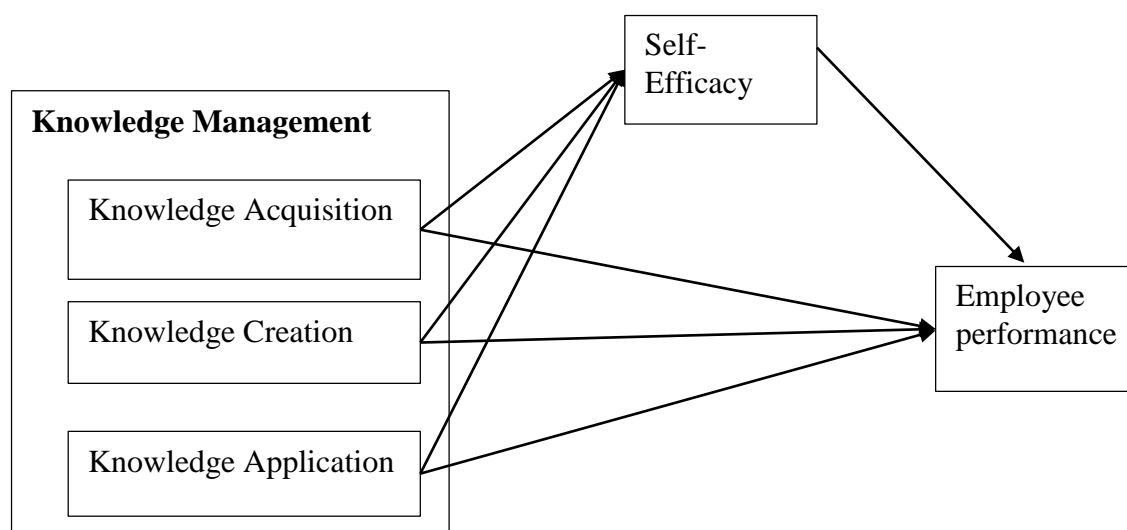 Self-
Efficacy
Knowledge Management
Knowledge Acquisition
Knowledge Creation
Knowledge Application
Employee
performance